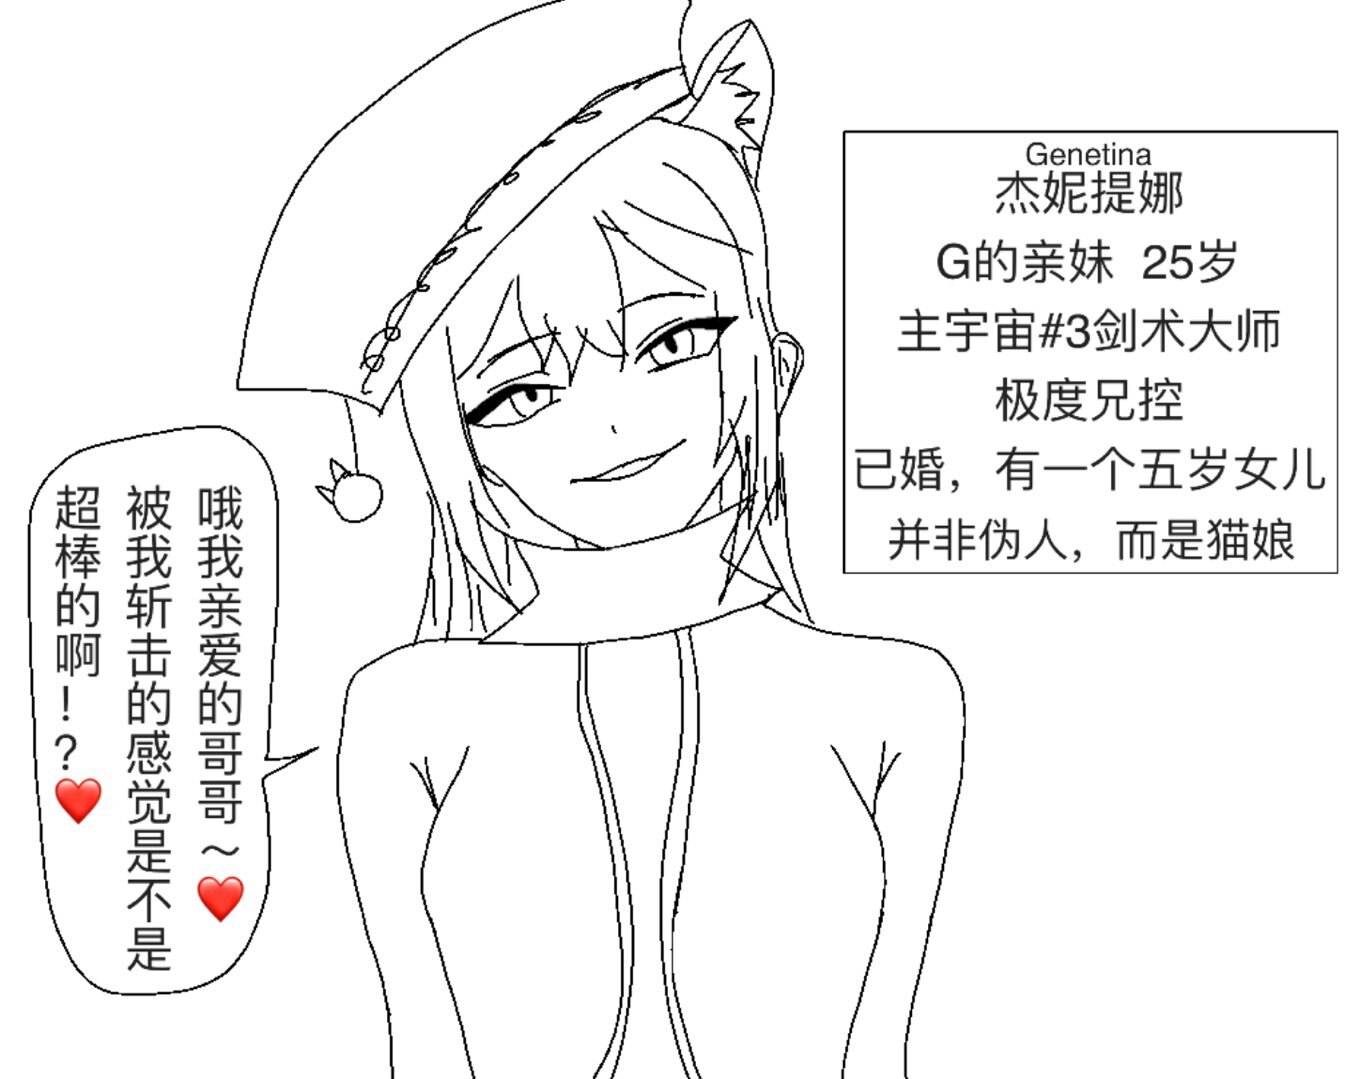 哦我亲爱的哥哥~❤️
被我斩击的感觉是不是
超棒的啊!?❤️
Genetina
杰妮提娜
G的亲妹 25岁
主宇宙#3剑术大师
极度兄控
已婚，有一个五岁女儿
并非伪人，而是猫娘